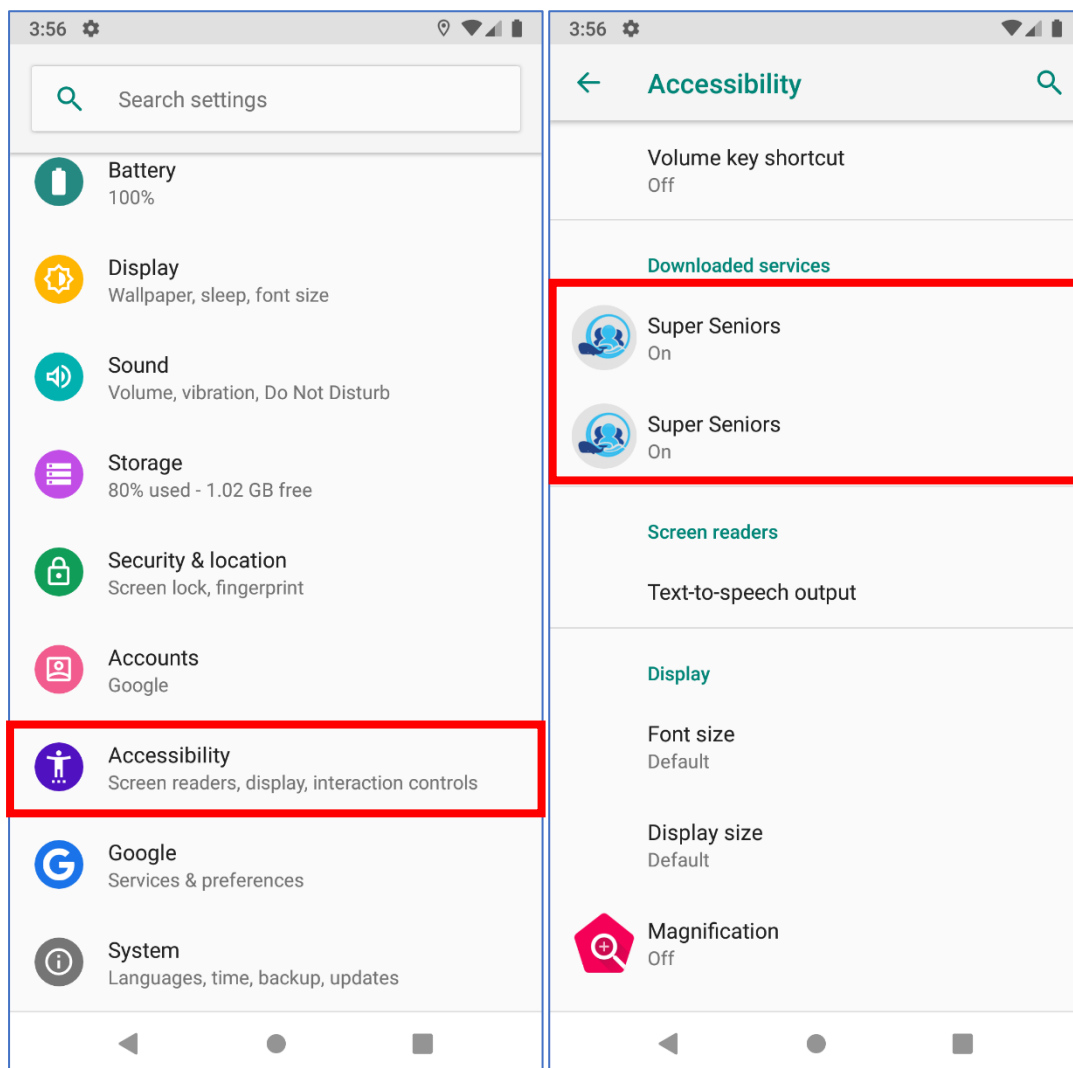 3:56
Search settings
Battery
100%
Display
Wallpaper, sleep, font size
Sound
Volume, vibration, Do Not Disturb
Storage
80% used - 1.02 GB free
Security & location
Screen lock, fingerprint
Accounts
Google
Accessibility
Screen readers, display, interaction controls
Google
Services & preferences
System
Languages, time, backup, updates
3:56
Accessibility
Volume key shortcut
Off
Downloaded services
Super Seniors
On
Super Seniors
On
Screen readers
Text-to-speech output
Display
Font size
Default
Display size
Default
Magnification
Off